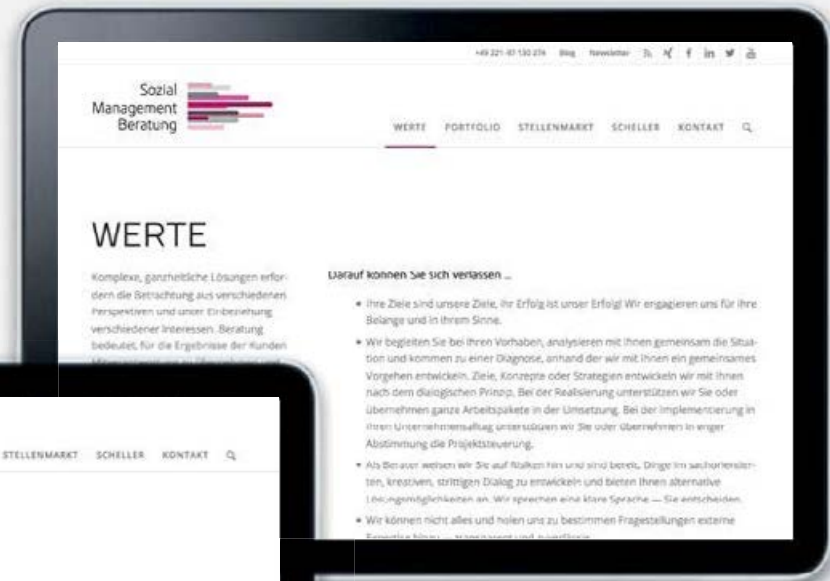 +49 221-97 130 274 Blog Newsletter
Sozial
Management
Beratung
WERTE PORTFOLIO STELLENMARKT SCHELLER KONTAKT
WERTE
Komplexe, ganzheitliche Lösungen erfor-
dern die Betrachtung aus verschiedenen
Perspektiven und unter Einbeziehung
verschiedener Interessen. Beratung
bedeutet, für die Ergebnisse der Kunden
Darauf können Sie sich verlassen ...
• Ihre Ziele sind unsere Ziele, Ihr Erfolg ist unser Erfolg! Wir engagieren uns für Ihre
Belange und in Ihrem Sinne.
• Wir begleiten Sie bei Ihren Vorhaben, analysieren mit Ihnen gemeinsam die Situa-
tion und kommen zu einer Diagnose, anhand der wir mit Ihnen ein gemeinsames
Vorgehen entwickeln. Ziele, Konzepte oder Strategien entwickeln wir mit Ihnen
nach dem dialogischen Prinzip. Bei der Realisierung unterstützen wir Sie oder
übernehmen ganze Arbeitspakete in der Umsetzung. Bei der Implementierung in
Ihren Unternehmensalltag unterstützen wir Sie oder übernehmen in enger
Abstimmung die Projektsteuerung.
• Als Berater weisen wir Sie auf Risiken hin und sind bereit, Dinge im sachorientier-
ten, kreativen, strittigen Dialog zu entwickeln und bieten Ihnen alternative
Lösungsmöglichkeiten an. Wir sprechen eine klare Sprache — Sie entscheiden.
• Wir können nicht alles und holen uns zu bestimmten Fragestellungen externe
Expertise hinzu — transparent und zuverlässig.
STELLENMARKT SCHELLER KONTAKT